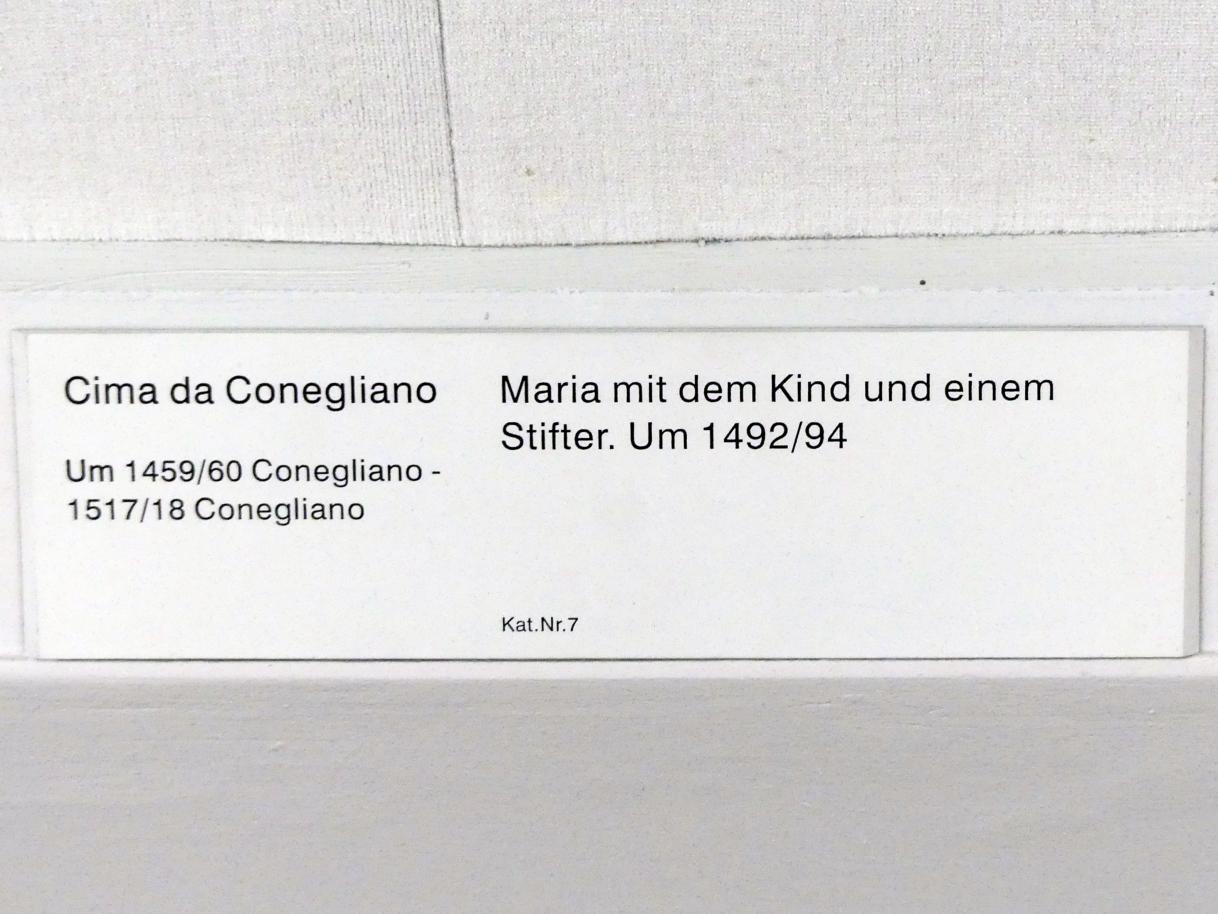 Cima da Conegliano
Um 1459/60 Conegliano -
1517/18 Conegliano
Maria mit dem Kind und einem
Stifter. Um 1492/94
Kat.Nr.7